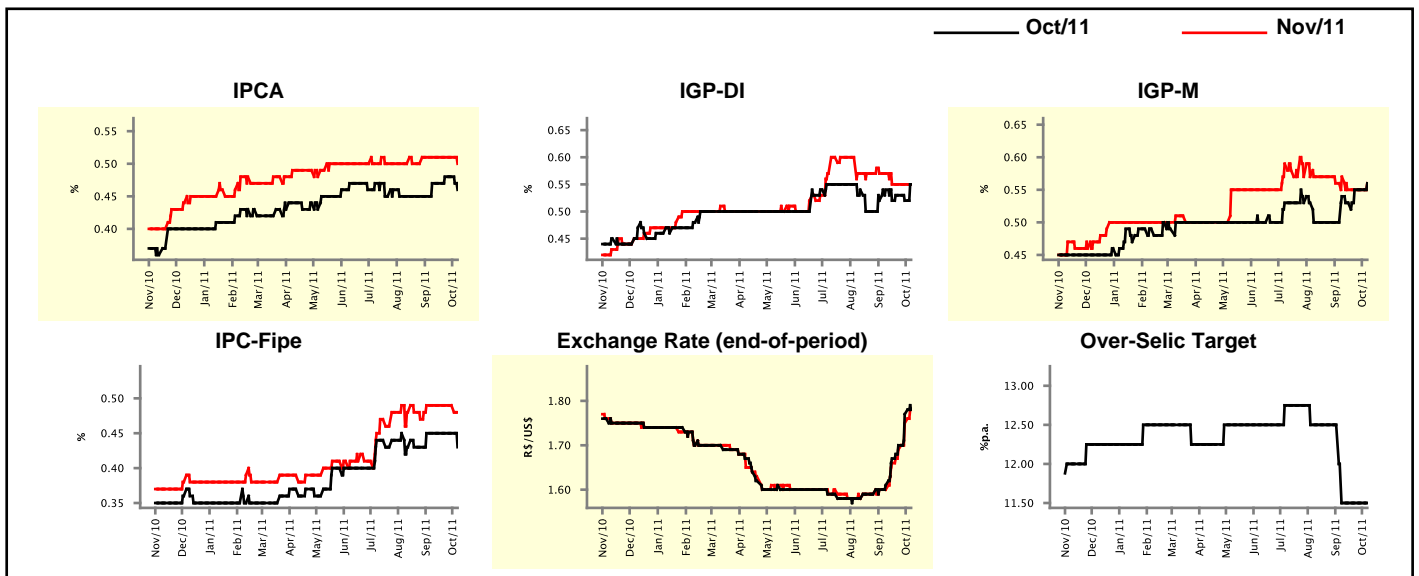 Oct/11 Nov/11
IPCA IGP-DI IGP-M
%
0.55
0.50
0.45
0.40
Nov/10 Dec/10 Jan/11 Feb/11 Mar/11 Apr/11 May/11 Jun/11 Jul/11 Aug/11 Sep/11 Oct/11
%
0.65
0.60
0.55
0.50
0.45
Nov/10 Dec/10 Jan/11 Feb/11 Mar/11 Apr/11 May/11 Jun/11 Jul/11 Aug/11 Sep/11 Oct/11
%
0.65
0.60
0.55
0.50
0.45
Nov/10 Dec/10 Jan/11 Feb/11 Mar/11 Apr/11 May/11 Jun/11 Jul/11 Aug/11 Sep/11 Oct/11
IPC-Fipe Exchange Rate (end-of-period) Over-Selic Target
%
0.50
0.45
0.40
0.35
Nov/10 Dec/10 Jan/11 Feb/11 Mar/11 Apr/11 May/11 Jun/11 Jul/11 Aug/11 Sep/11 Oct/11
R$/US$
1.80
1.70
1.60
Nov/10 Dec/10 Jan/11 Feb/11 Mar/11 Apr/11 May/11 Jun/11 Jul/11 Aug/11 Sep/11 Oct/11
%p.a.
13.00
12.50
12.00
11.50
Nov/10 Dec/10 Jan/11 Feb/11 Mar/11 Apr/11 May/11 Jun/11 Jul/11 Aug/11 Sep/11 Oct/11